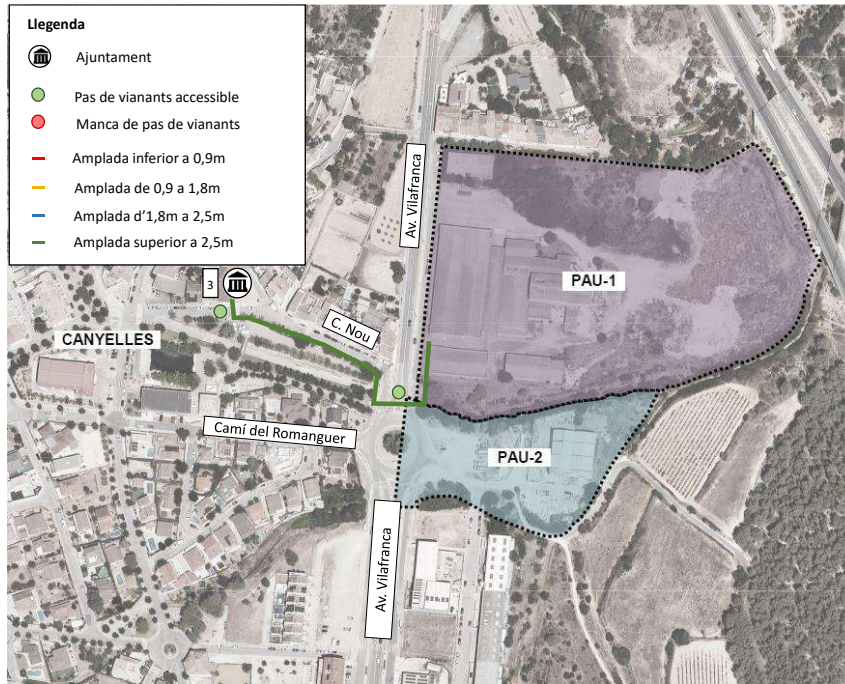 Llegenda
Ajuntament
Pas de vianants accessible
Manca de pas de vianants
Amplada inferior a 0,9m
Amplada de 0,9 a 1,8m
Amplada d'1,8m a 2,5m
Amplada superior a 2,5m
Av. Vilafranca
3
PAU-1
C. Nou
CANYELLES
Camí del Romanguer
PAU-2
Av. Vilafranca